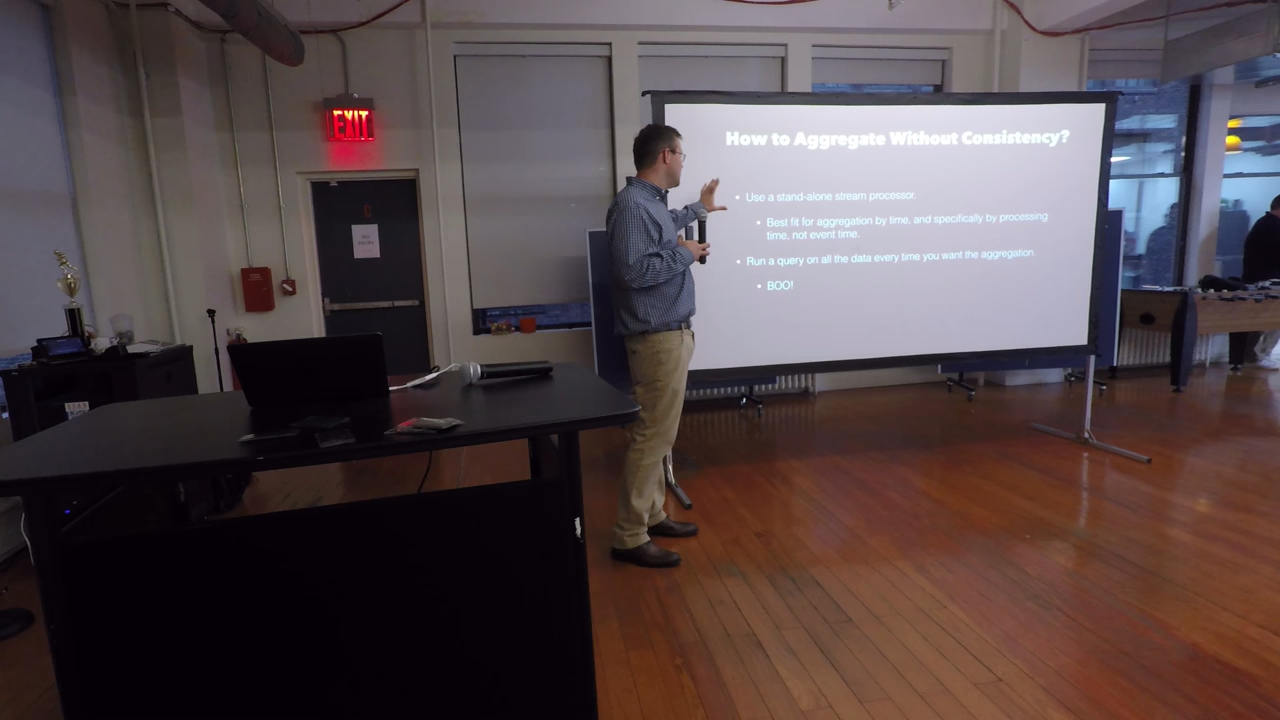 EXIT
How to Aggregate Without Consistency?
• Use a stand-alone stream processor.
• Best fit for aggregation by time, and specifically by processing
time, not event time.
• Run a query on all the data every time you want the aggregation.
• BOO!